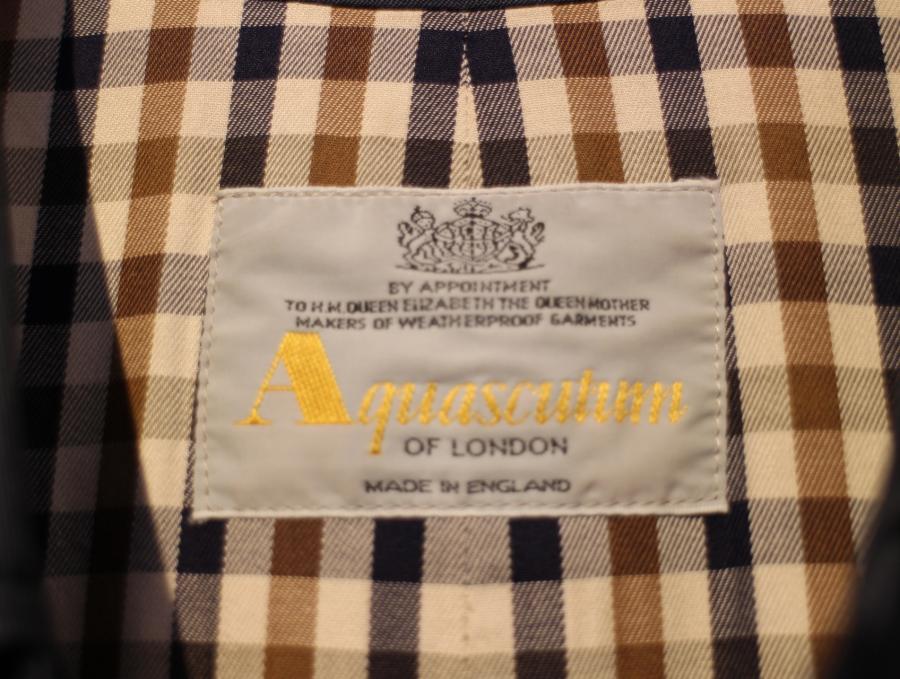 BY APPOINTMENT
TO H.M. QUEEN ELIZABETH THE QUEEN MOTHER
MAKERS OF WEATHERPROOF GARMENTS
Aquascutum
OF LONDON
MADE IN ENGLAND